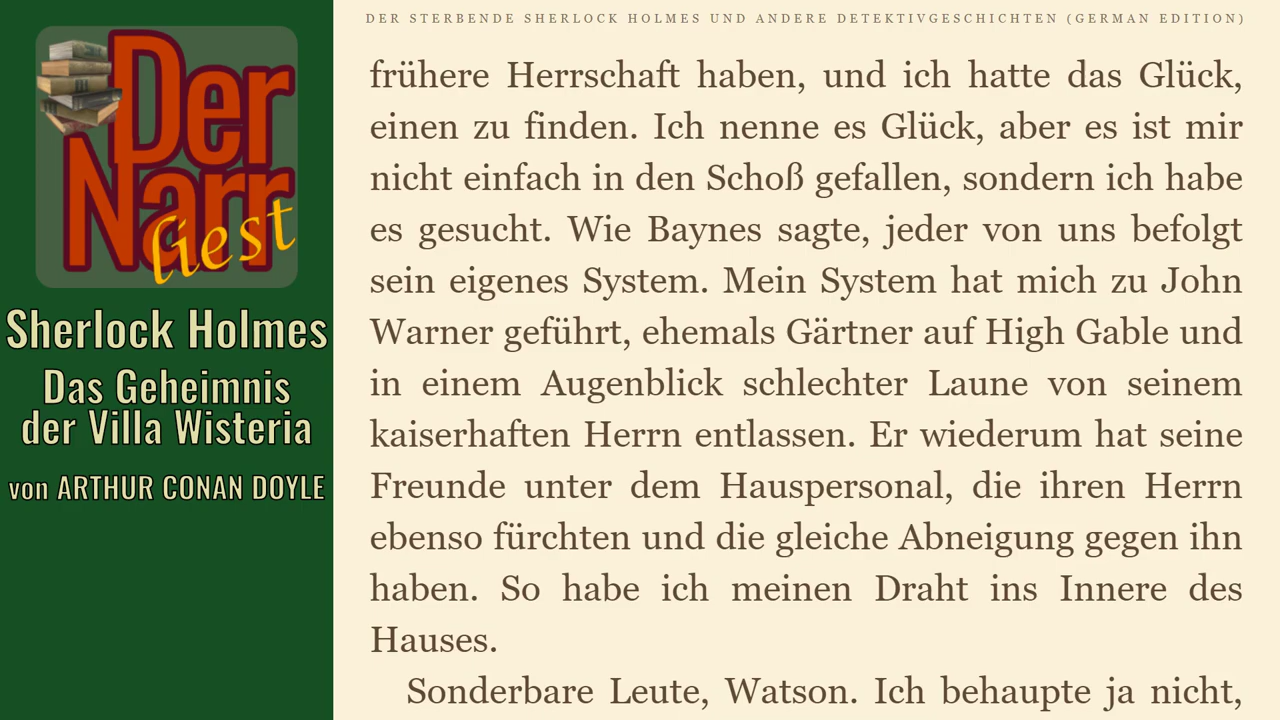 Der
Narr
liest
Sherlock Holmes
Das Geheimnis
der Villa Wisteria
von ARTHUR CONAN DOYLE
DER STERBENDE SHERLOCK HOLMES UND ANDERE DETEKTIVGESCHICHTEN (GERMAN EDITION)
frühere Herrschaft haben, und ich hatte das Glück,
einen zu finden. Ich nenne es Glück, aber es ist mir
nicht einfach in den Schoß gefallen, sondern ich habe
es gesucht. Wie Baynes sagte, jeder von uns befolgt
sein eigenes System. Mein System hat mich zu John
Warner geführt, ehemals Gärtner auf High Gable und
in einem Augenblick schlechter Laune von seinem
kaiserhaften Herrn entlassen. Er wiederum hat seine
Freunde unter dem Hauspersonal, die ihren Herrn
ebenso fürchten und die gleiche Abneigung gegen ihn
haben. So habe ich meinen Draht ins Innere des
Hauses.
Sonderbare Leute, Watson. Ich behaupte ja nicht,